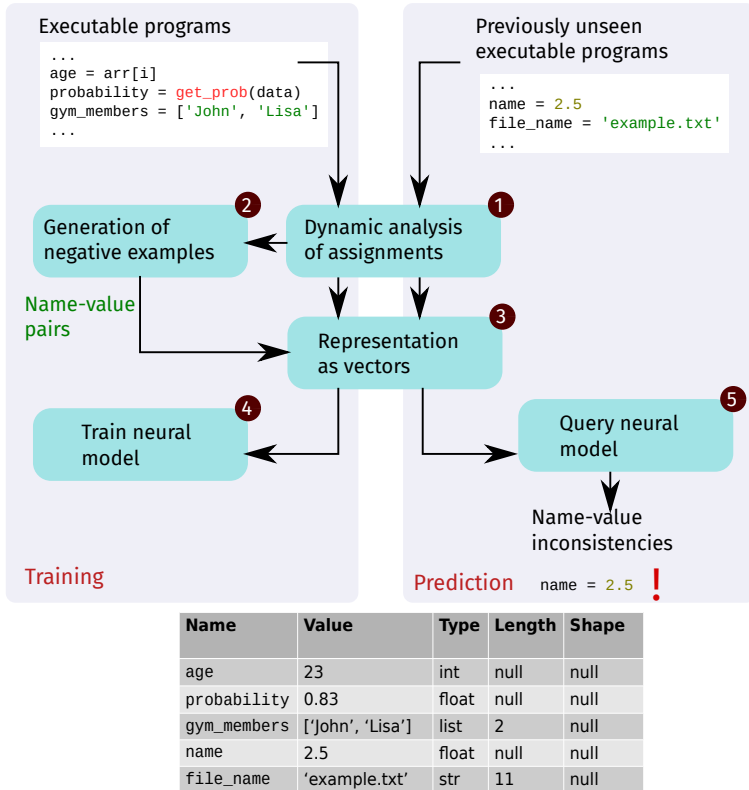 Executable programs
...
age = arr[i]
probability = get_prob(data)
gym_members = ['John', 'Lisa']
...
Previously unseen
executable programs
...
name = 2.5
file_name = 'example.txt'
...
2
Generation of
negative examples
1
Dynamic analysis
of assignments
Name-value
pairs
3
Representation
as vectors
4
Train neural
model
5
Query neural
model
Name-value
inconsistencies
Training
Prediction
name = 2.5 !
Name Value Type Length Shape
age 23 int null null
probability 0.83 float null null
gym_members [‘John’, ‘Lisa’] list 2 null
name 2.5 float null null
file_name ‘example.txt’ str 11 null